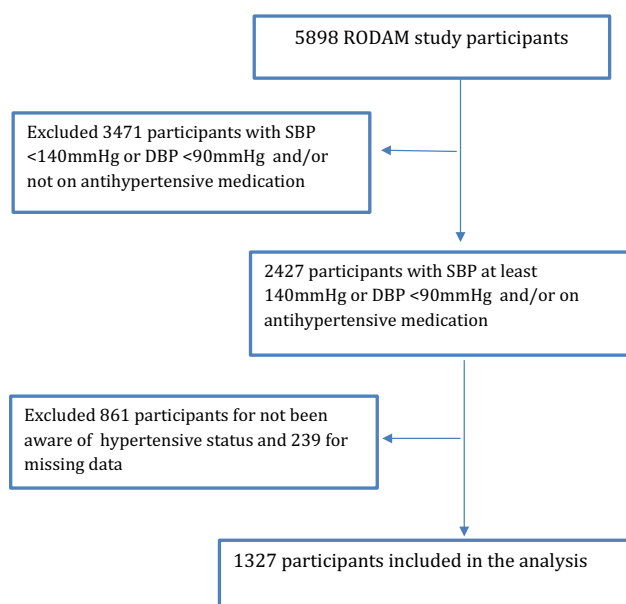 5898 RODAM study participants
Excluded 3471 participants with SBP
<140mmHg or DBP <90mmHg and/or
not on antihypertensive medication
2427 participants with SBP at least
140mmHg or DBP <90mmHg and/or on
antihypertensive medication
Excluded 861 participants for not been
aware of hypertensive status and 239 for
missing data
1327 participants included in the analysis